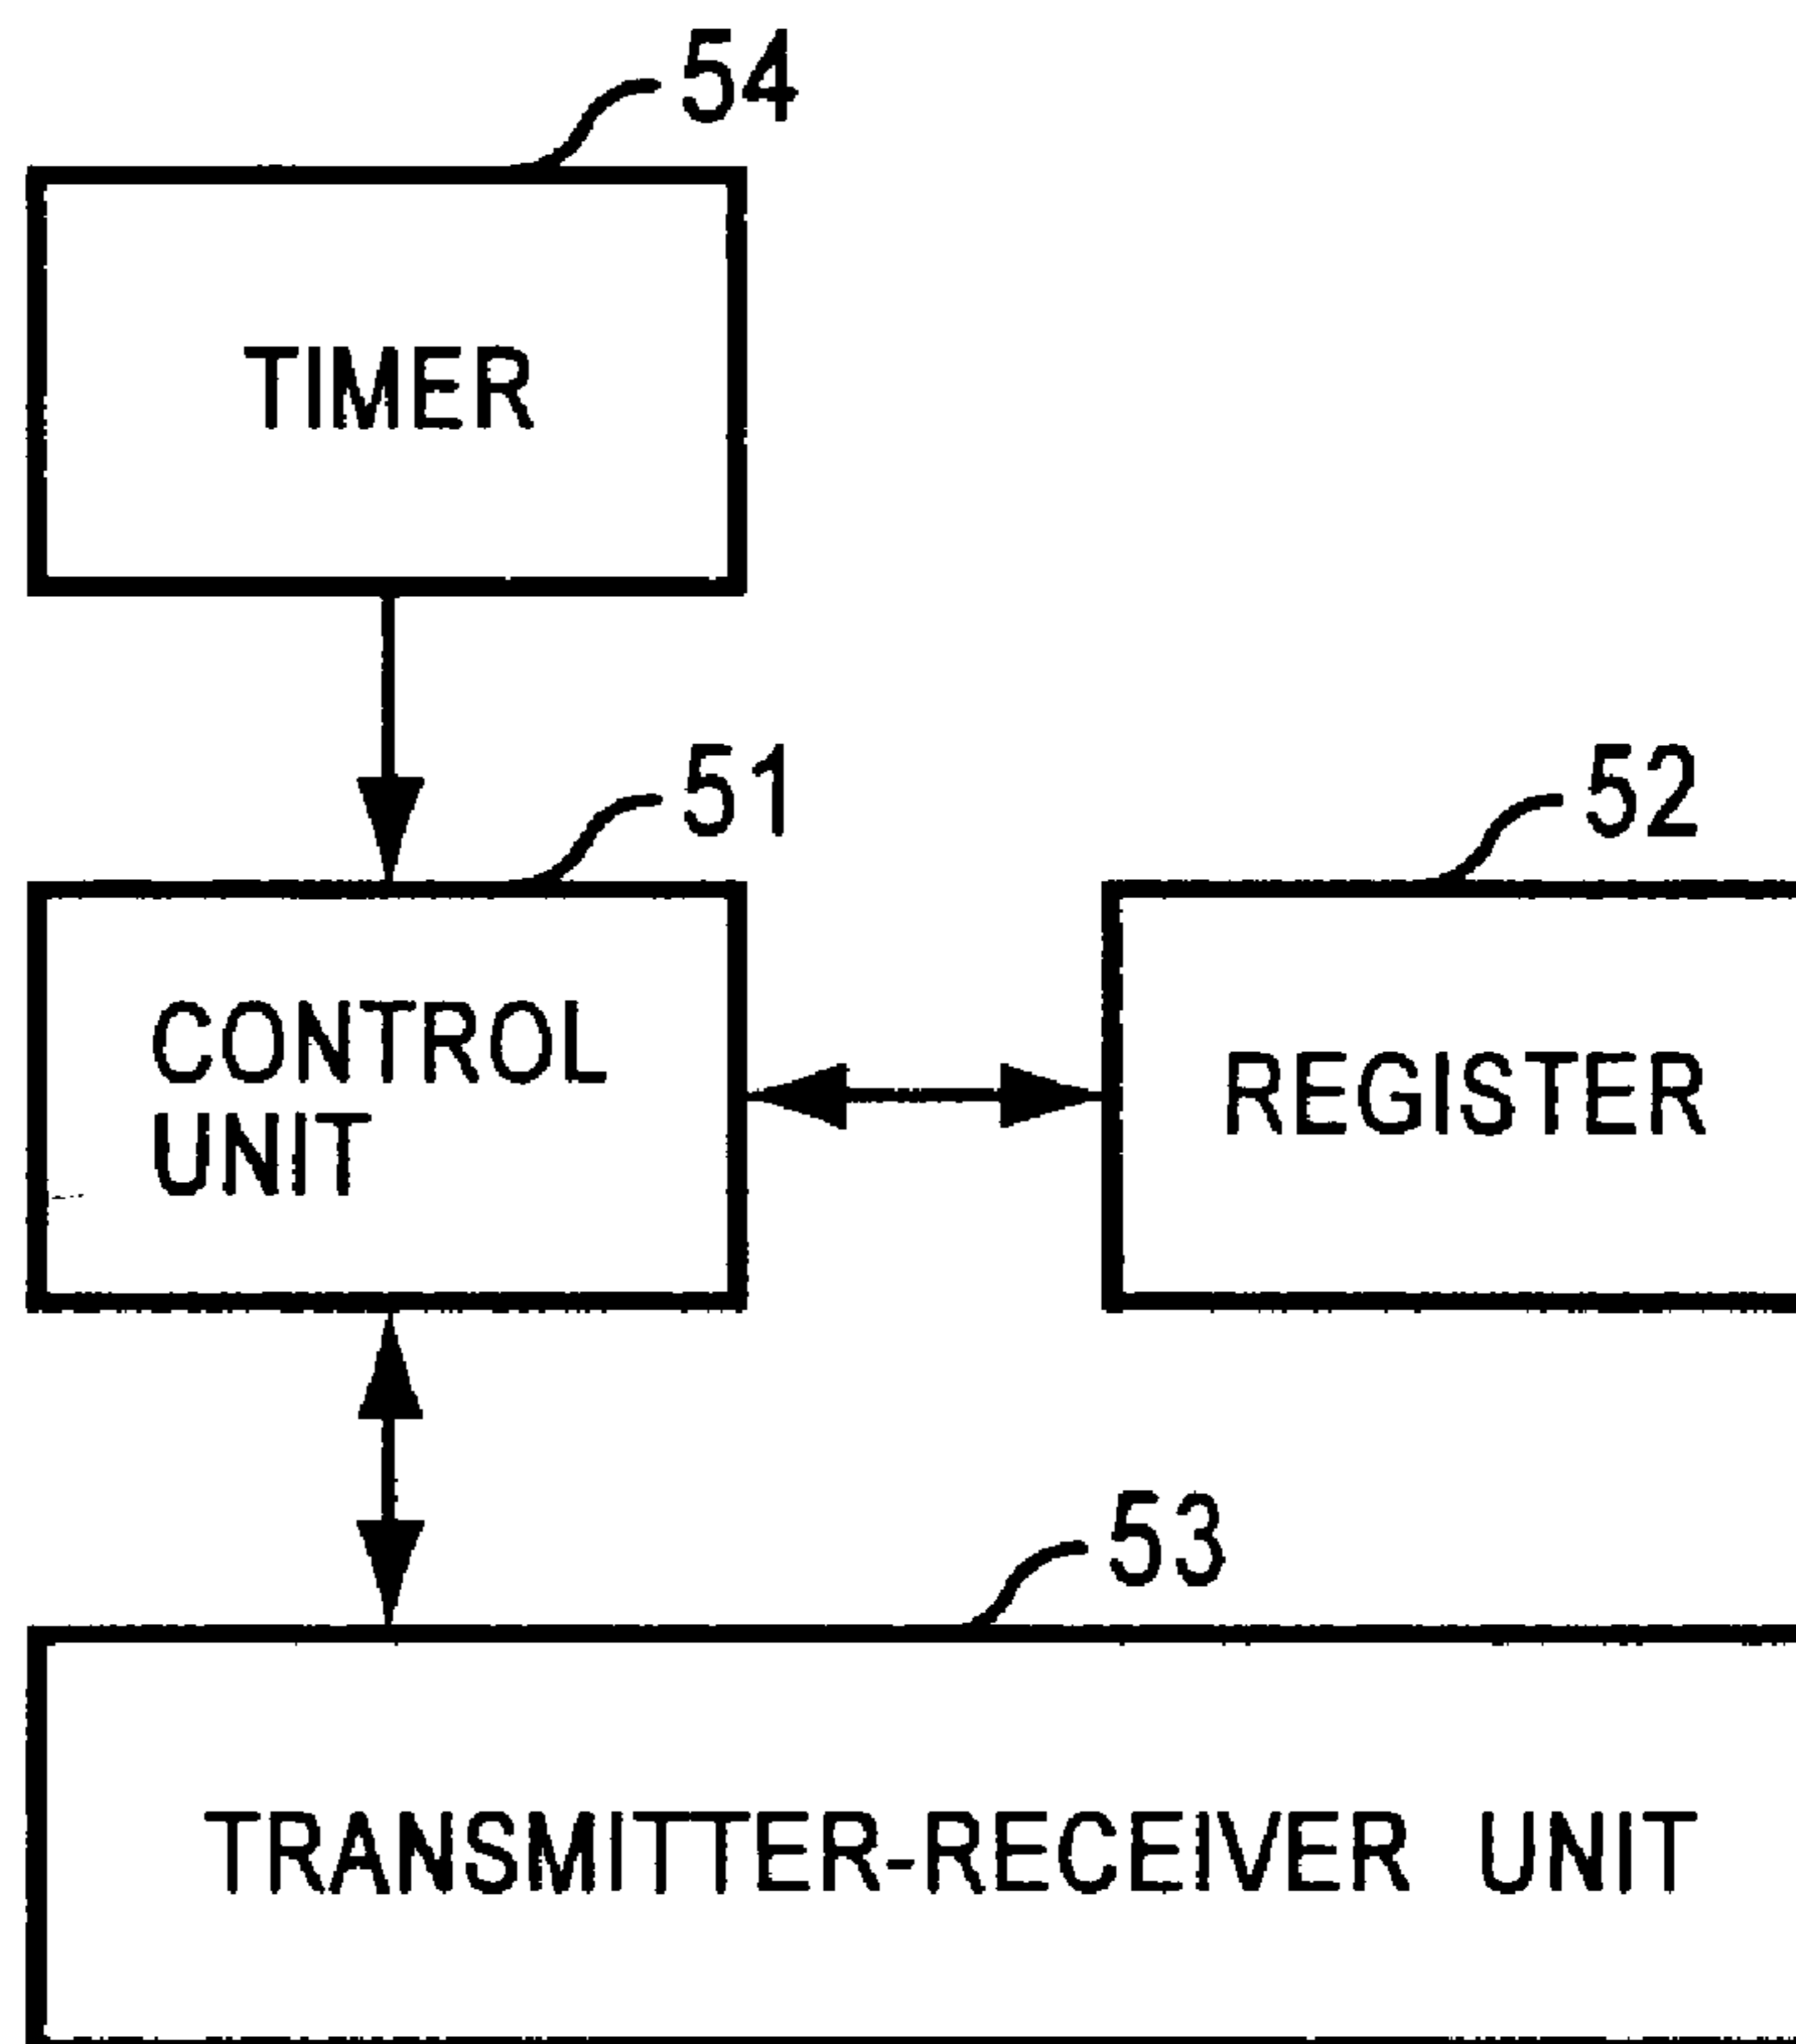 54
TIMER
51
52
CONTROL
UNIT
REGISTER
53
TRANSMITTER-RECEIVER UNIT